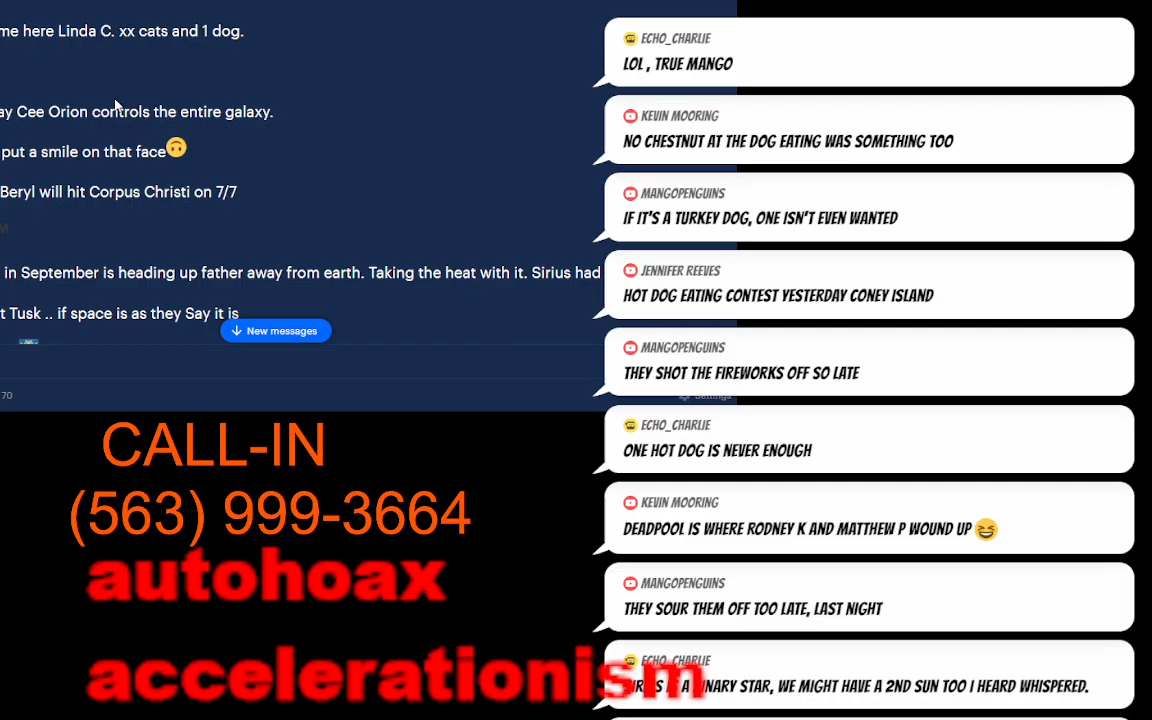 me here Linda C. xx cats and 1 dog.
ay Cee Orion controls the entire galaxy.
put a smile on that face🙃
Beryl will hit Corpus Christi on 7/7
in September is heading up father away from earth. Taking the heat with it. Sirius had
t Tusk .. if space is as they Say it is
↓ New messages
70
Settings
CALL-IN
(563) 999-3664
autohoax
accelerationism
ECHO_CHARLIE
LOL , TRUE MANGO
KEVIN MOORING
NO CHESTNUT AT THE DOG EATING WAS SOMETHING TOO
MANGOPENGUINS
IF IT'S A TURKEY DOG, ONE ISN'T EVEN WANTED
JENNIFER REEVES
HOT DOG EATING CONTEST YESTERDAY CONEY ISLAND
MANGOPENGUINS
THEY SHOT THE FIREWORKS OFF SO LATE
ECHO_CHARLIE
ONE HOT DOG IS NEVER ENOUGH
KEVIN MOORING
DEADPOOL IS WHERE RODNEY K AND MATTHEW P WOUND UP😆
MANGOPENGUINS
THEY SOUR THEM OFF TOO LATE, LAST NIGHT
ECHO_CHARLIE
A BINARY STAR, WE MIGHT HAVE A 2ND SUN TOO I HEARD WHISPERED.